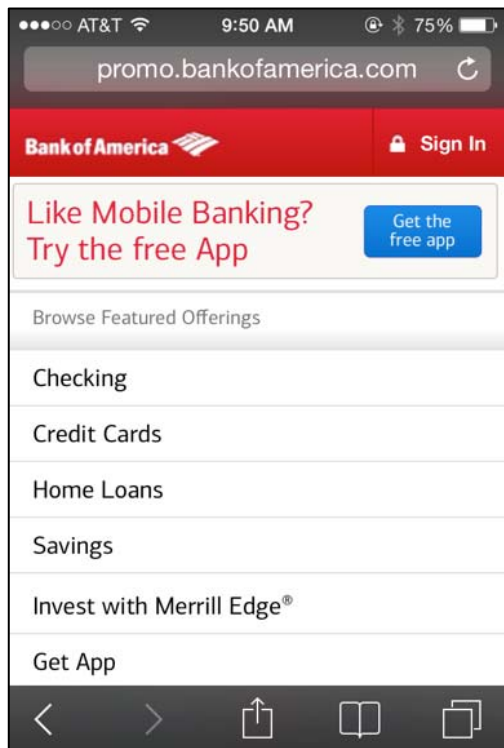 AT&T 9:50 AM 75%
promo.bankofamerica.com
Bank of America Sign In
Like Mobile Banking?
Try the free App
Get the
free app
Browse Featured Offerings
Checking
Credit Cards
Home Loans
Savings
Invest with Merrill Edge®
Get App